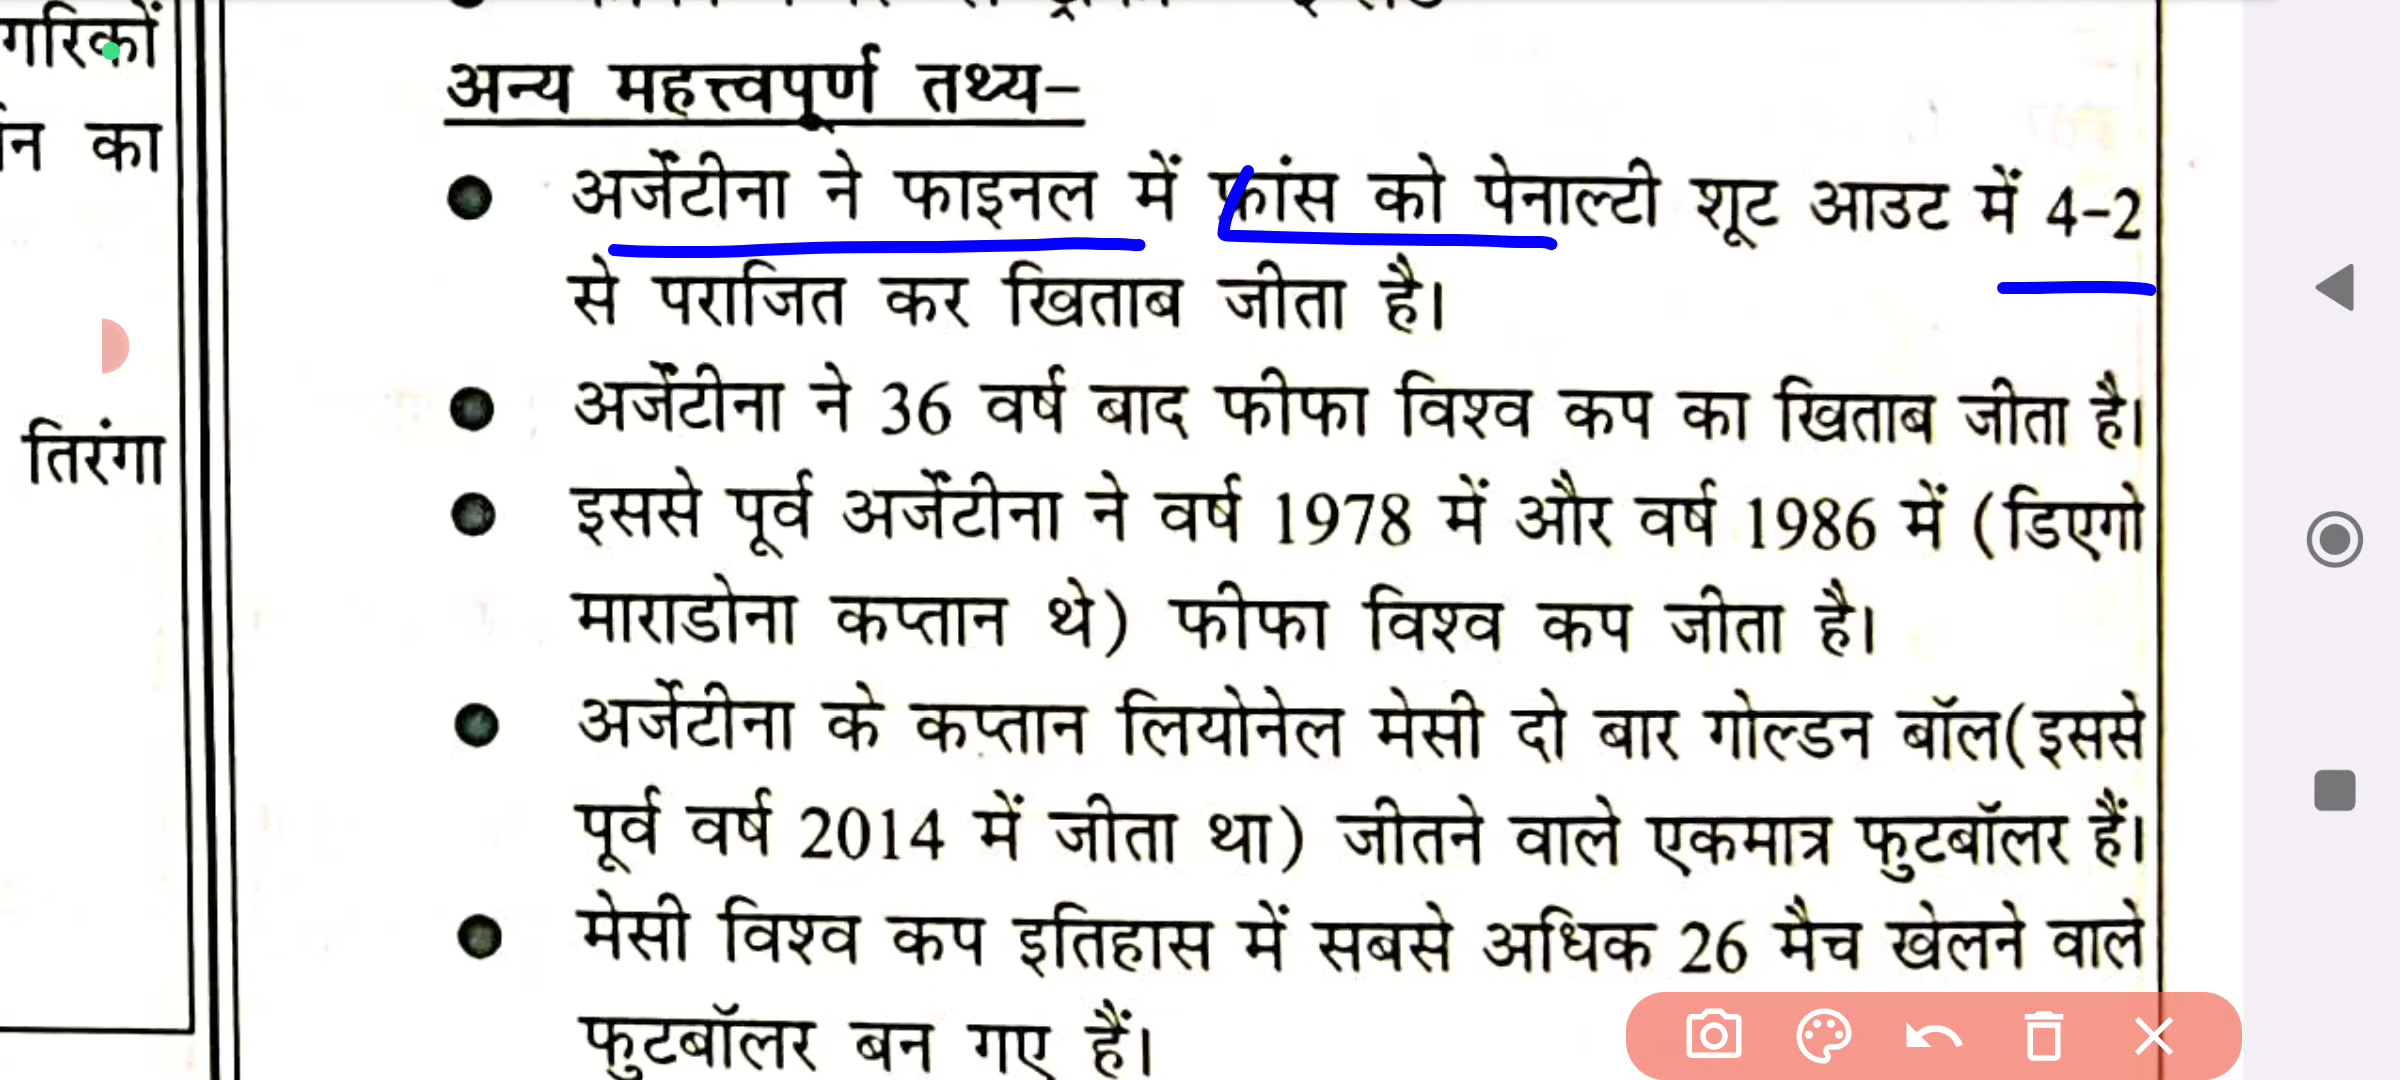 गरिकों
न का
तिरंगा
अन्य महत्त्वपूर्ण तथ्य–
● अर्जेंटीना ने फाइनल में फ्रांस को पेनाल्टी शूट आउट में 4-2
से पराजित कर खिताब जीता है।
● अर्जेंटीना ने 36 वर्ष बाद फीफा विश्व कप का खिताब जीता है।
● इससे पूर्व अर्जेंटीना ने वर्ष 1978 में और वर्ष 1986 में (डिएगो
माराडोना कप्तान थे) फीफा विश्व कप जीता है।
● अर्जेंटीना के कप्तान लियोनेल मेसी दो बार गोल्डन बॉल(इससे
पूर्व वर्ष 2014 में जीता था) जीतने वाले एकमात्र फुटबॉलर हैं।
● मेसी विश्व कप इतिहास में सबसे अधिक 26 मैच खेलने वाले
फुटबॉलर बन गए हैं।